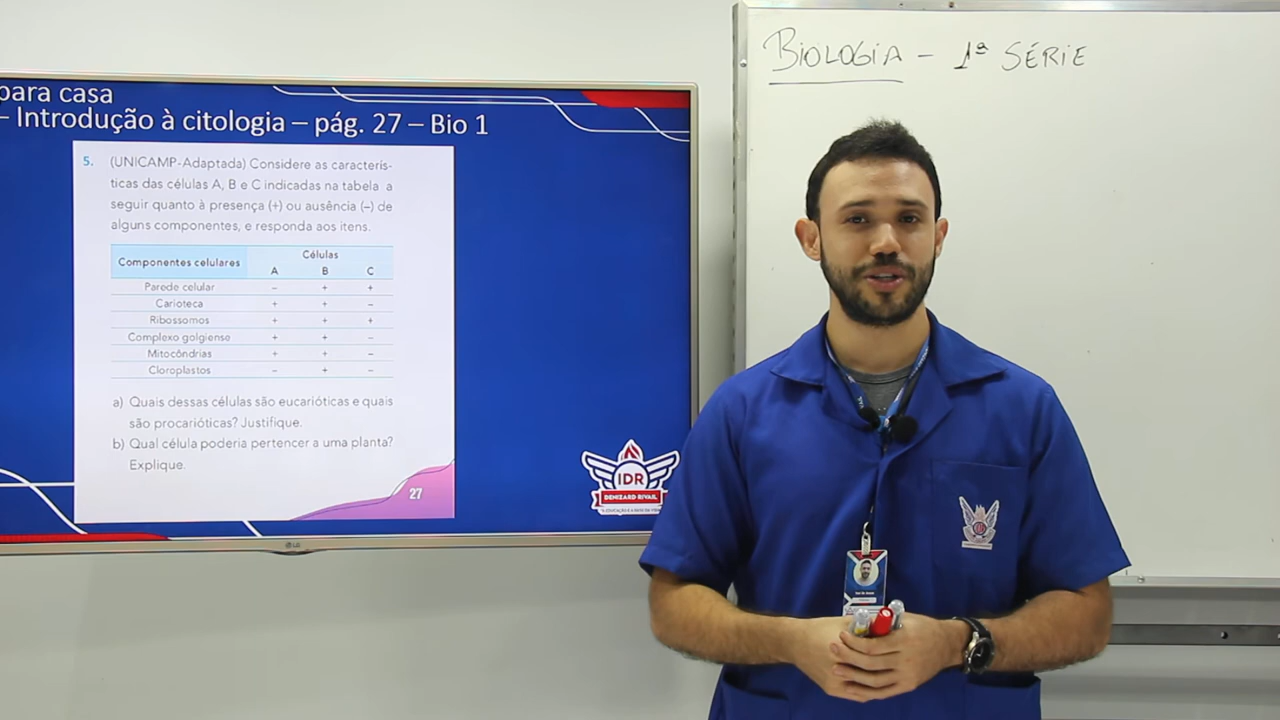 BIOLOGIA – 1ª SÉRIE
para casa
– Introdução à citologia – pág. 27 – Bio 1
5. (UNICAMP-Adaptada) Considere as caracterís-
ticas das células A, B e C indicadas na tabela a
seguir quanto à presença (+) ou ausência (–) de
alguns componentes, e responda aos itens.
Componentes celulares Células
A B C
Parede celular – + +
Carioteca + + –
Ribossomos + + +
Complexo golgiense + + –
Mitocôndrias + + –
Cloroplastos – + –
a) Quais dessas células são eucarióticas e quais
são procarióticas? Justifique.
b) Qual célula poderia pertencer a uma planta?
Explique.
27
IDR
DENIZARD RIVAIL
LG